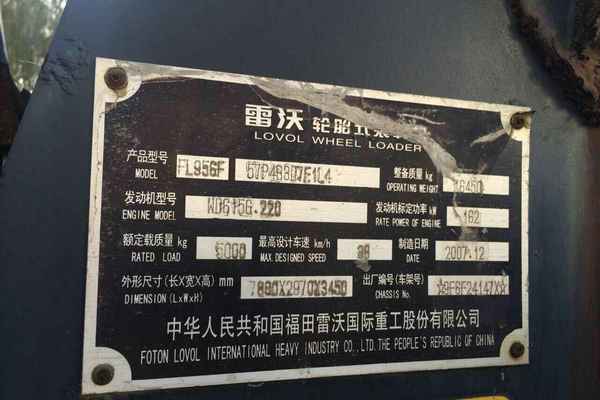 雷沃 轮胎式装
LOVOL WHEEL LOADER
产品型号 MODEL FL956F 整备质量 kg OPERATING WEIGHT 16450
发动机型号 ENGINE MODEL WD615G.220 发动机标定功率 kW RATE POWER OF ENGINE 162
额定载质量 kg RATED LOAD 5000 最高设计车速 km/h MAX.DESIGNED SPEED 38 制造日期 DATE 2007.12
外形尺寸(长X宽X高) mm DIMENSION (LxWxH) 7880X2970X3450 出厂编号(车架号) CHASSIS No.
中华人民共和国福田雷沃国际重工股份有限公司
FOTON LOVOL INTERNATIONAL HEAVY INDUSTRY CO., LTD. THE PEOPLE'S REPUBLIC OF CHINA